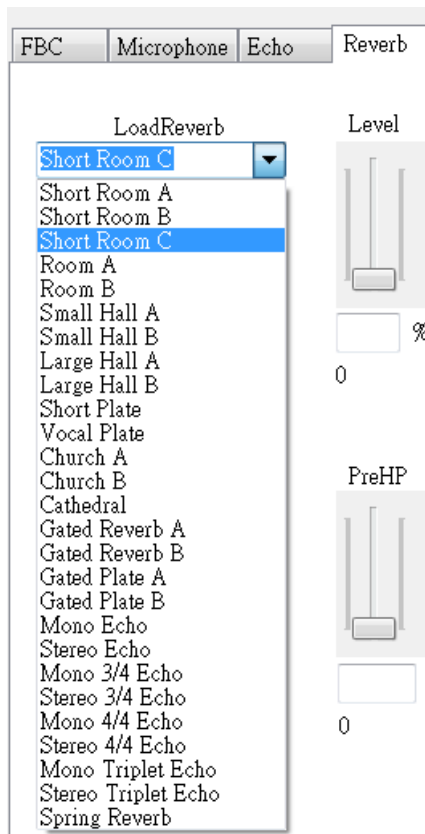 FBC Microphone Echo Reverb
LoadReverb
Short Room C
Short Room A
Short Room B
Short Room C
Room A
Room B
Small Hall A
Small Hall B
Large Hall A
Large Hall B
Short Plate
Vocal Plate
Church A
Church B
Cathedral
Gated Reverb A
Gated Reverb B
Gated Plate A
Gated Plate B
Mono Echo
Stereo Echo
Mono 3/4 Echo
Stereo 3/4 Echo
Mono 4/4 Echo
Stereo 4/4 Echo
Mono Triplet Echo
Stereo Triplet Echo
Spring Reverb
Level
%
0
PreHP
0